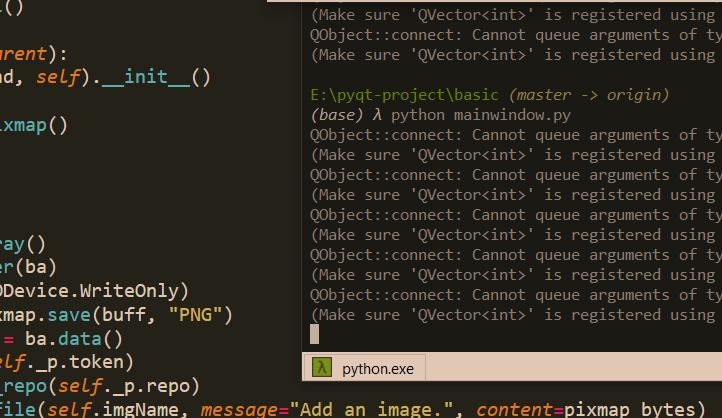 ()
arent):
nd, self).__init__()
ixmap()
ray()
er(ba)
ODevice.WriteOnly)
xmap.save(buff, "PNG")
= ba.data()
elf._p.token)
_repo(self._p.repo)
file(self.imgName, message="Add an image.", content=pixmap_bytes)
(Make sure 'QVector<int>' is registered using
QObject::connect: Cannot queue arguments of ty
(Make sure 'QVector<int>' is registered using
E:\pyqt-project\basic (master -> origin)
(base) λ python mainwindow.py
QObject::connect: Cannot queue arguments of ty
(Make sure 'QVector<int>' is registered using
QObject::connect: Cannot queue arguments of ty
(Make sure 'QVector<int>' is registered using
QObject::connect: Cannot queue arguments of ty
(Make sure 'QVector<int>' is registered using
QObject::connect: Cannot queue arguments of ty
(Make sure 'QVector<int>' is registered using
QObject::connect: Cannot queue arguments of ty
(Make sure 'QVector<int>' is registered using
λ python.exe